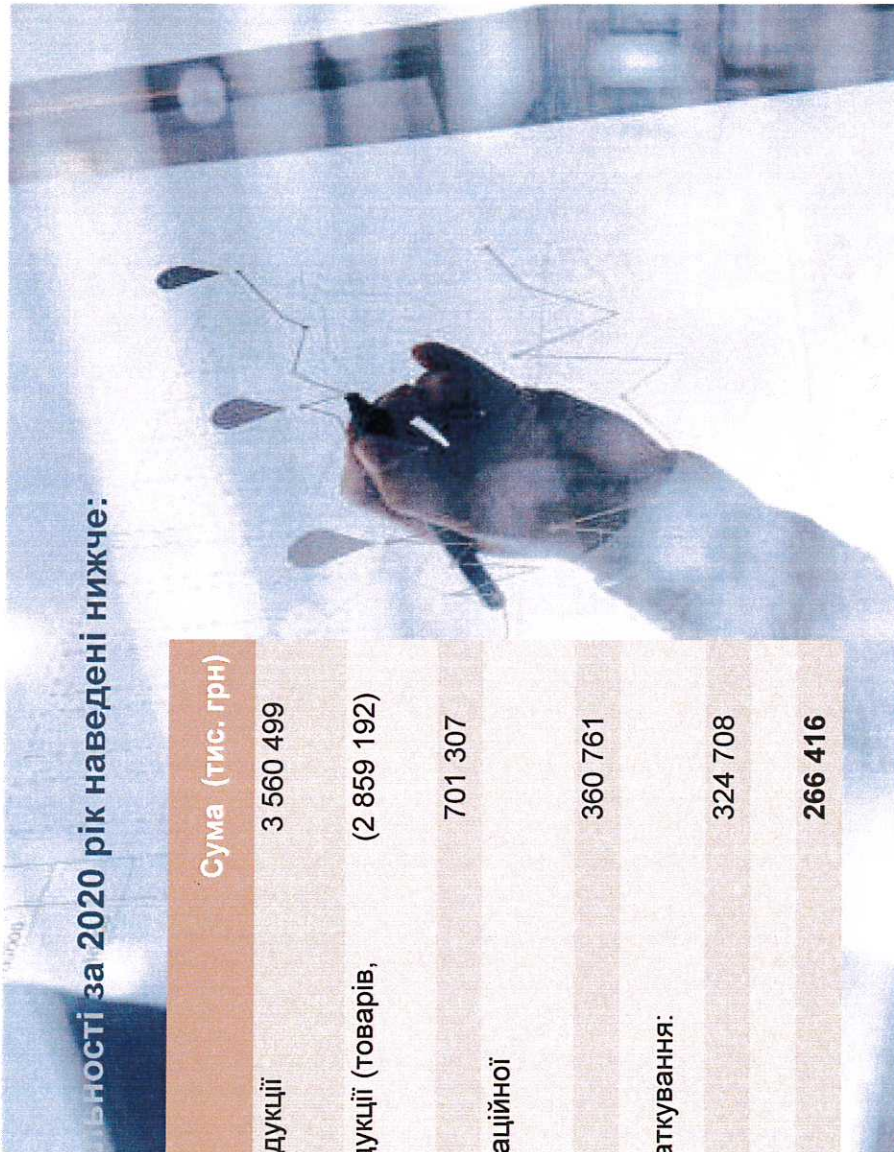 льності за 2020 рік наведені нижче:
Сума (тис. грн)
дукції 3 560 499
дукції (товарів, (2 859 192)
701 307
аційної
360 761
аткування:
324 708
266 416